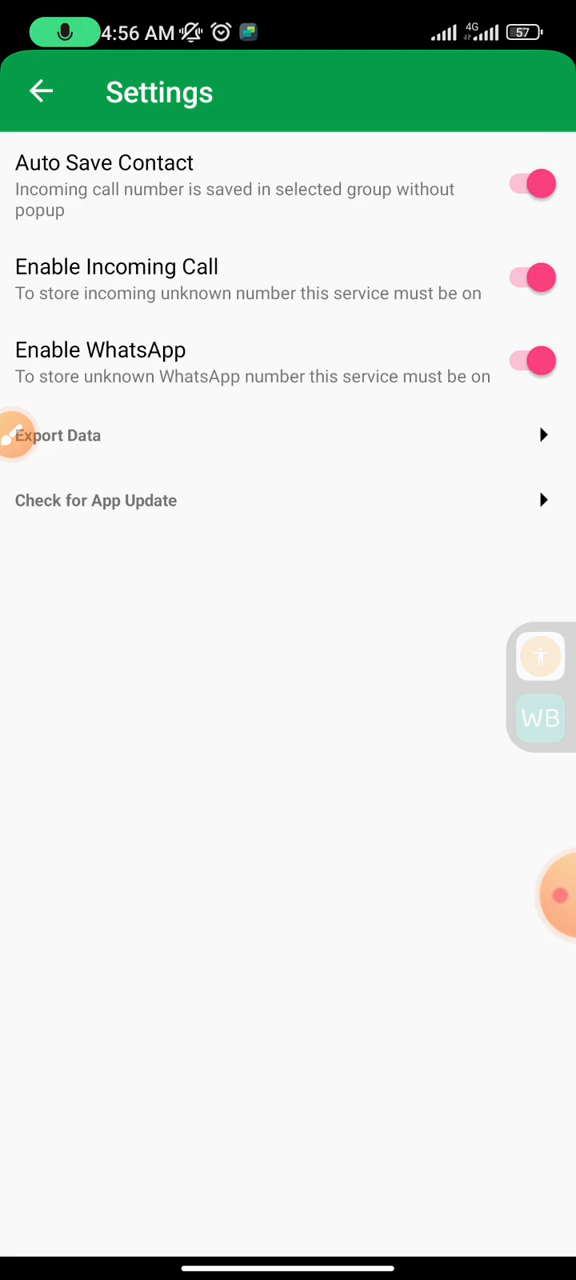 4:56 AM 4G 57
Settings
Auto Save Contact
Incoming call number is saved in selected group without
popup
Enable Incoming Call
To store incoming unknown number this service must be on
Enable WhatsApp
To store unknown WhatsApp number this service must be on
Export Data
Check for App Update
WB